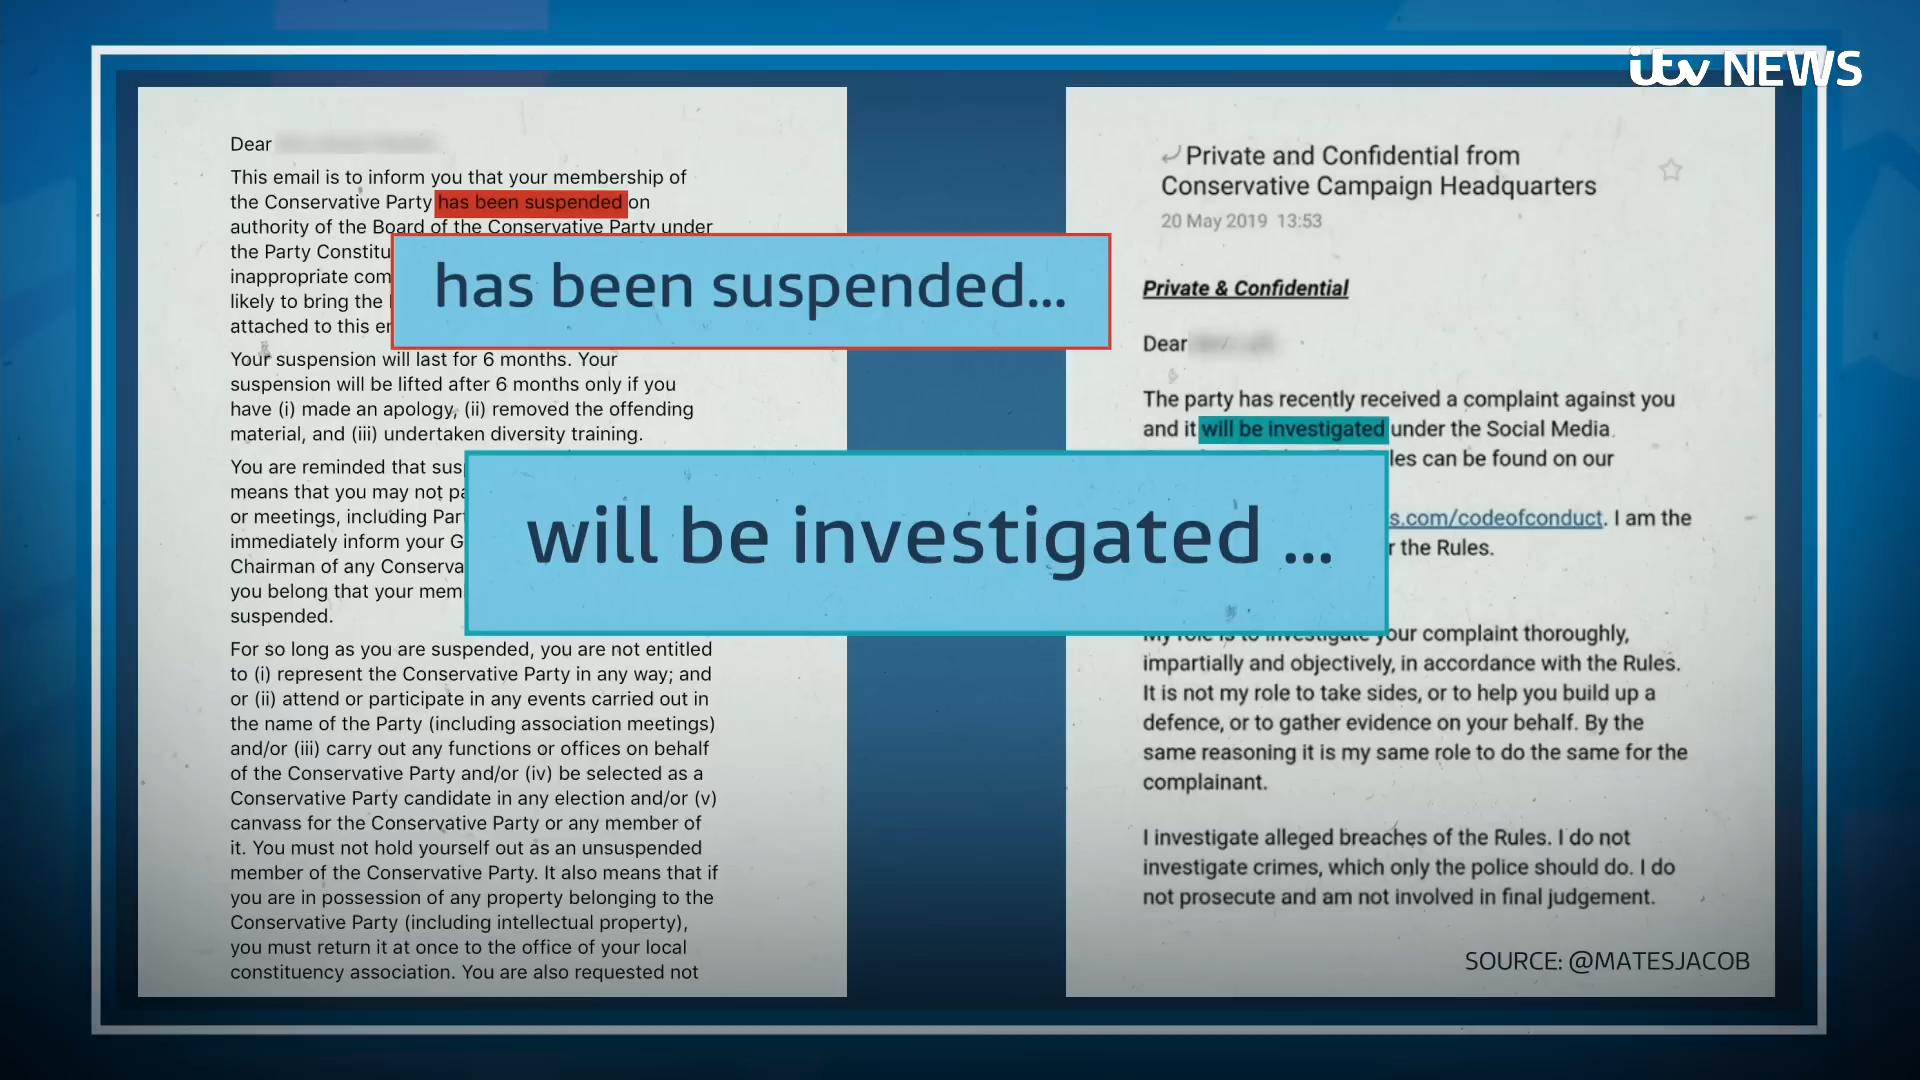 itv NEWS
Dear
This email is to inform you that your membership of
the Conservative Party has been suspended on
authority of the Board of the Conservative Party under
the Party Constitu
inappropriate com
likely to bring the
attached to this em
Your suspension will last for 6 months. Your
suspension will be lifted after 6 months only if you
have (i) made an apology, (ii) removed the offending
material, and (iii) undertaken diversity training.
You are reminded that sus
means that you may not pa
or meetings, including Par
immediately inform your G
Chairman of any Conserva
you belong that your mem
suspended.
For so long as you are suspended, you are not entitled
to (i) represent the Conservative Party in any way; and
or (ii) attend or participate in any events carried out in
the name of the Party (including association meetings)
and/or (iii) carry out any functions or offices on behalf
of the Conservative Party and/or (iv) be selected as a
Conservative Party candidate in any election and/or (v)
canvass for the Conservative Party or any member of
it. You must not hold yourself out as an unsuspended
member of the Conservative Party. It also means that if
you are in possession of any property belonging to the
Conservative Party (including intellectual property),
you must return it at once to the office of your local
constituency association. You are also requested not
has been suspended...
will be investigated ...
Private and Confidential from
Conservative Campaign Headquarters
20 May 2019 13:53
Private & Confidential
Dear
The party has recently received a complaint against you
and it will be investigated under the Social Media
les can be found on our
s.com/codeofconduct. I am the
r the Rules.
My role is to investigate your complaint thoroughly,
impartially and objectively, in accordance with the Rules.
It is not my role to take sides, or to help you build up a
defence, or to gather evidence on your behalf. By the
same reasoning it is my same role to do the same for the
complainant.
I investigate alleged breaches of the Rules. I do not
investigate crimes, which only the police should do. I do
not prosecute and am not involved in final judgement.
SOURCE: @MATESJACOB